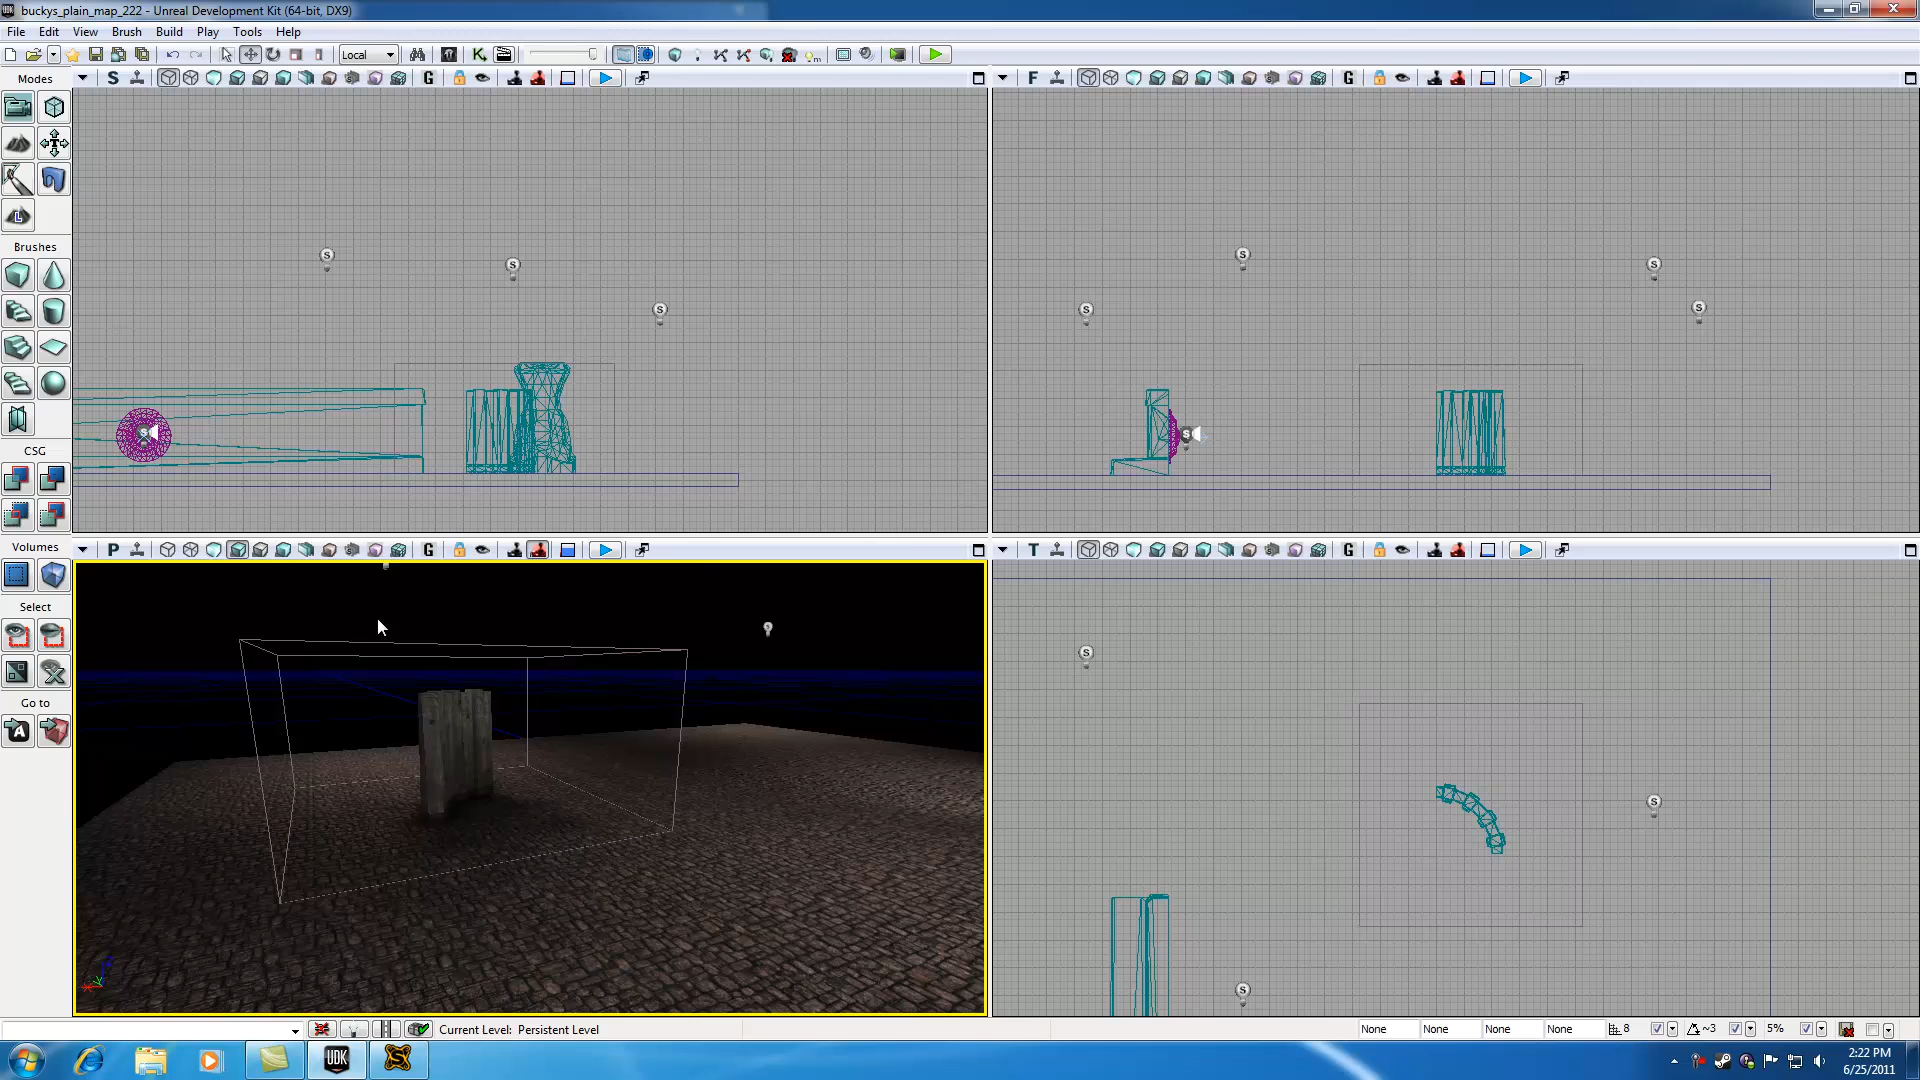 buckys_plain_map_222 - Unreal Development Kit (64-bit, DX9)
File Edit View Brush Build Play Tools Help
Local
Modes
S G
F G
Brushes
CSG
Volumes
P G
T G
Select
Go to
Current Level: Persistent Level
None None None None 8 ~3 5%
UDK
2:22 PM
6/25/2011